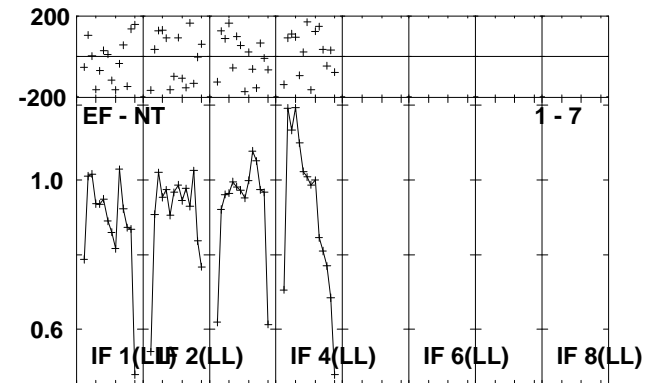 200
-200
EF - NT 1 - 7
1.0
0.6
IF 1(LL) IF 2(LL) IF 4(LL) IF 6(LL) IF 8(LL)